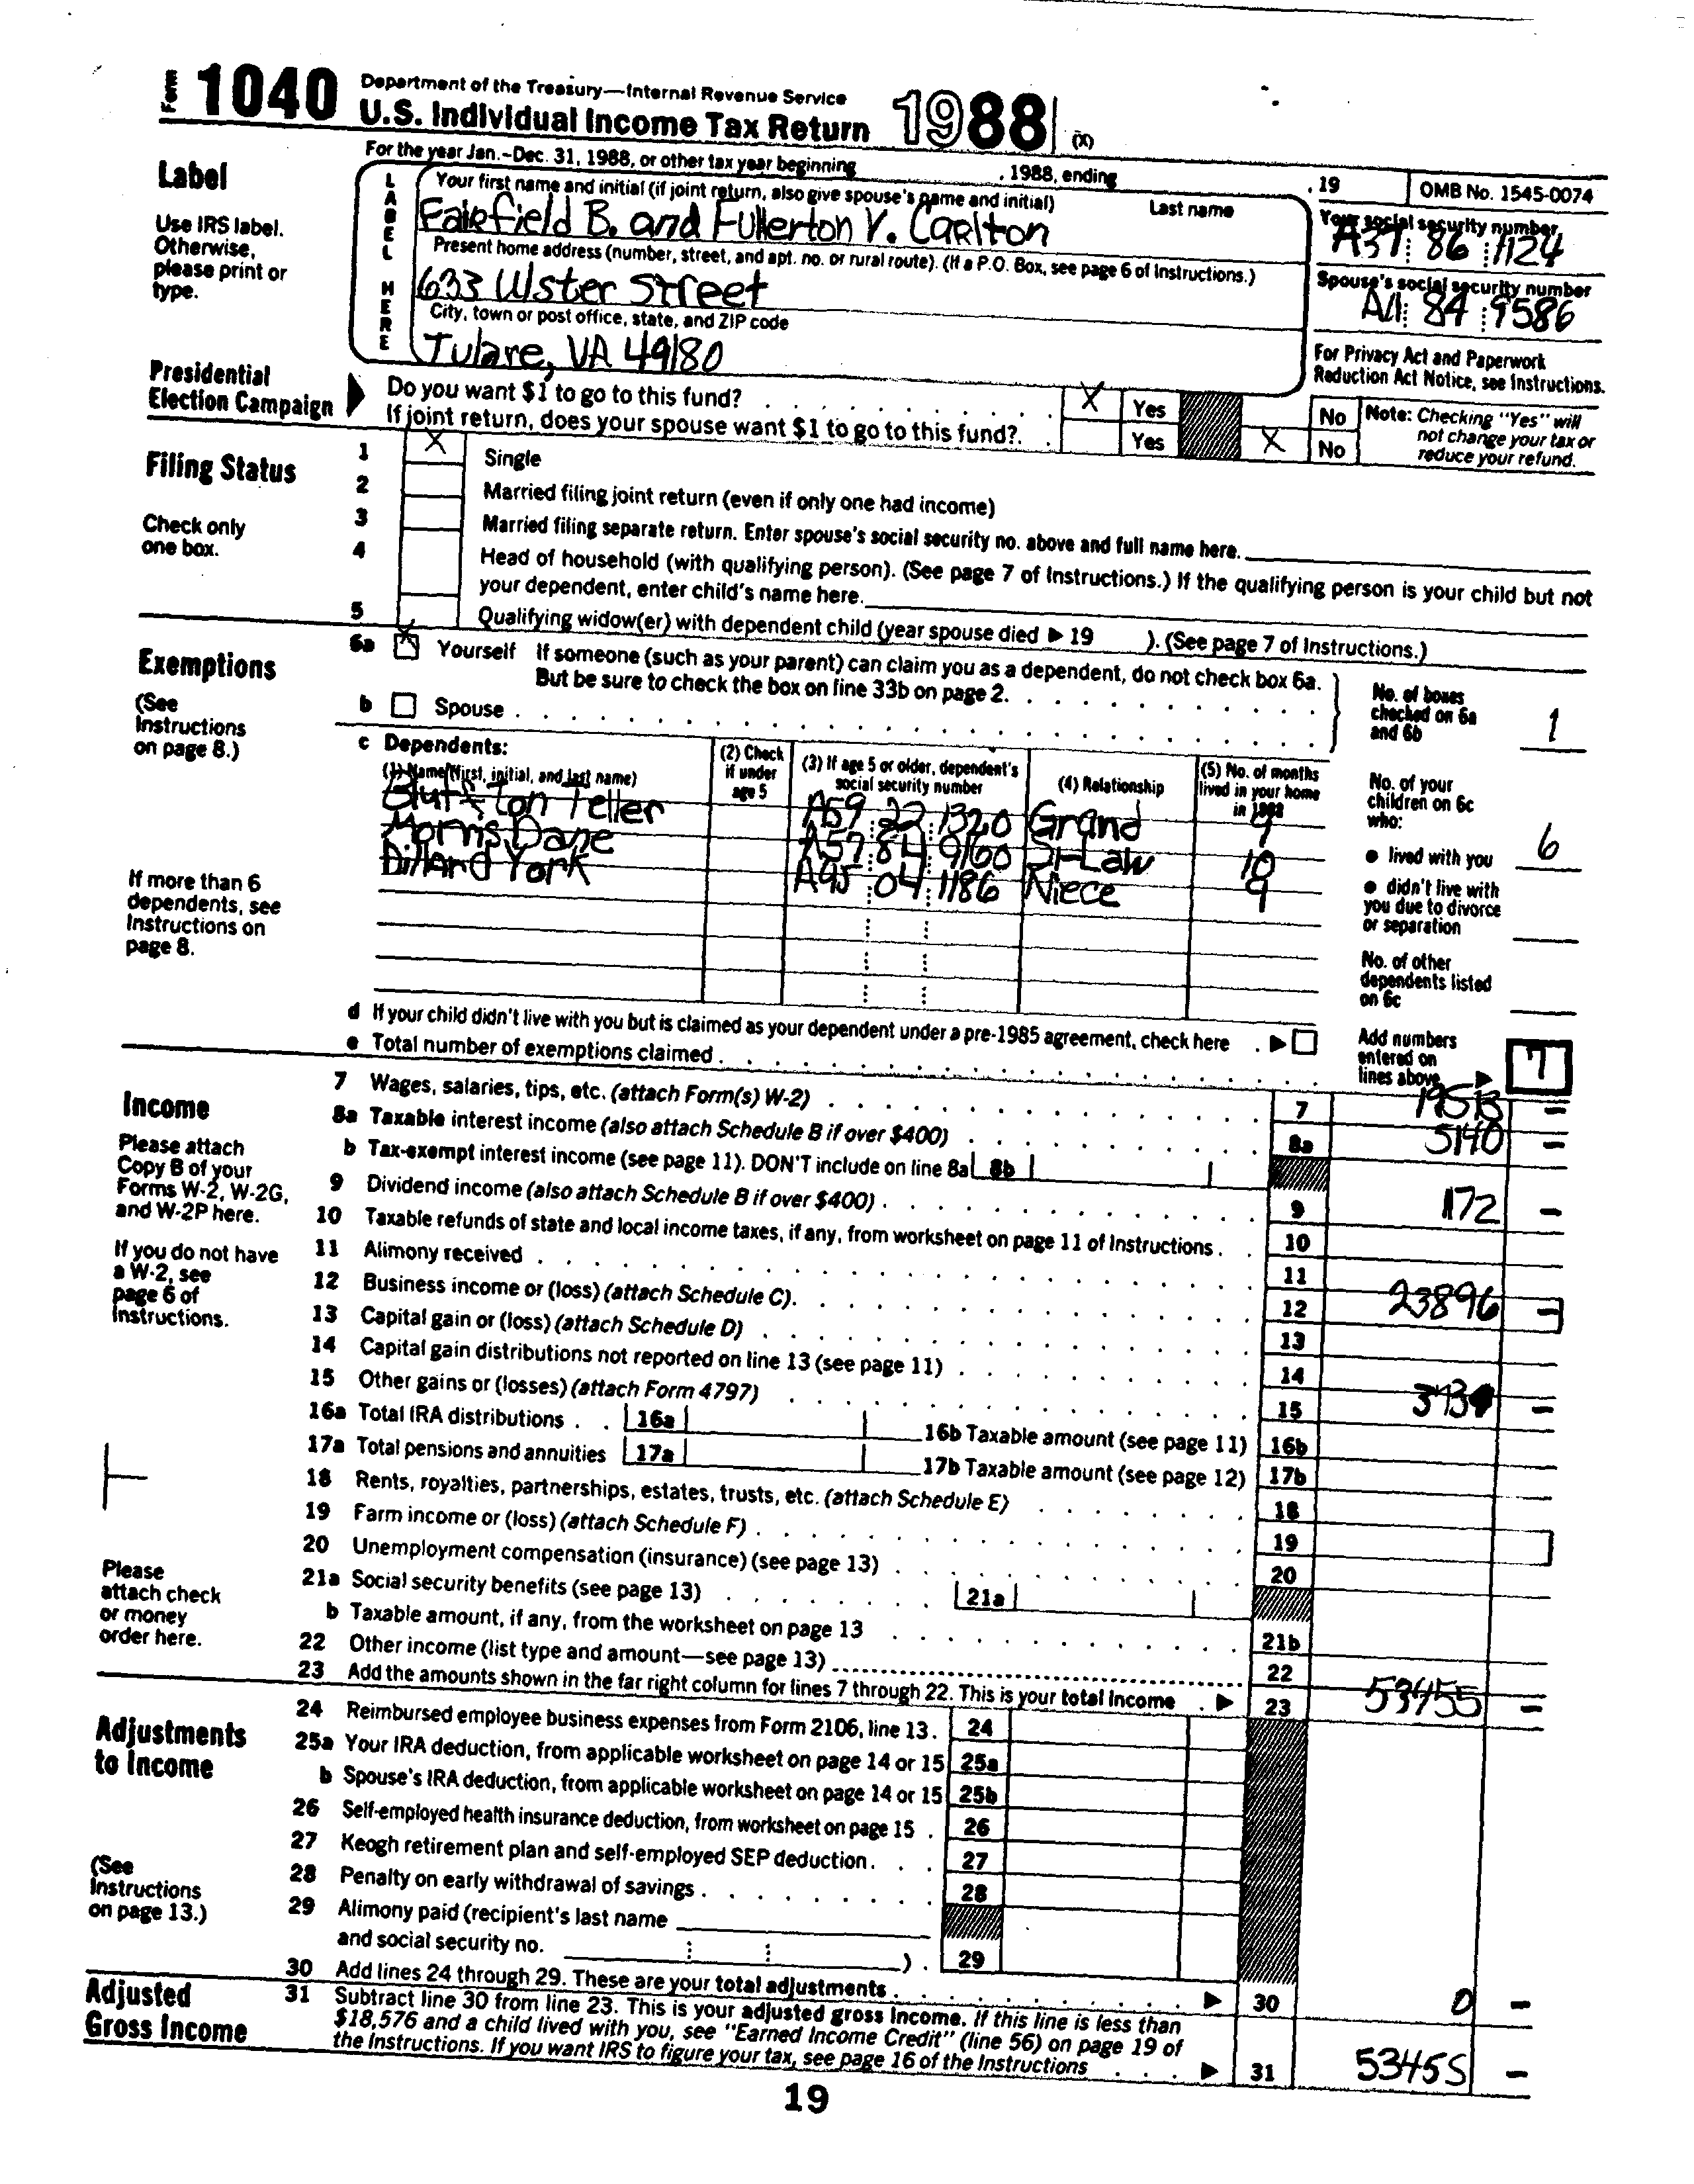 Form 1040 Department of the Treasury—Internal Revenue Service
U.S. Individual Income Tax Return 1988 (X)
For the year Jan.–Dec. 31, 1988, or other tax year beginning , 1988, ending , 19 OMB No. 1545-0074
Label
Use IRS label.
Otherwise,
please print or
type.
LABEL HERE
Your first name and initial (if joint return, also give spouse's name and initial) Last name
Fairfield B. and Fullerton V. Carlton
Your social security number
A37 86 1124
Present home address (number, street, and apt. no. or rural route). (If a P.O. Box, see page 6 of Instructions.)
633 Ulster Street
Spouse's social security number
A11 84 9586
City, town or post office, state, and ZIP code
Tulare, VA 49180
For Privacy Act and Paperwork
Reduction Act Notice, see Instructions.
Presidential
Election Campaign
Do you want $1 to go to this fund? X Yes No
If joint return, does your spouse want $1 to go to this fund? Yes X No
Note: Checking "Yes" will
not change your tax or
reduce your refund.
Filing Status
Check only
one box.
1 X Single
2 Married filing joint return (even if only one had income)
3 Married filing separate return. Enter spouse's social security no. above and full name here.
4 Head of household (with qualifying person). (See page 7 of Instructions.) If the qualifying person is your child but not
your dependent, enter child's name here.
5 Qualifying widow(er) with dependent child (year spouse died ▶ 19 ). (See page 7 of Instructions.)
Exemptions
(See
Instructions
on page 8.)
6a X Yourself If someone (such as your parent) can claim you as a dependent, do not check box 6a.
But be sure to check the box on line 33b on page 2.
b Spouse
No. of boxes
checked on 6a
and 6b 1
c Dependents:
(1) Name (first, initial, and last name)
(2) Check
if under
age 5
(3) If age 5 or older, dependent's
social security number
(4) Relationship
(5) No. of months
lived in your home
in 1988
Bluffton Teller A59 22 1320 Grand 9
Morris Dane A57 84 9160 S-I-Law 10
Dillard York A95 04 1186 Niece 9
If more than 6
dependents, see
Instructions on
page 8.
No. of your
children on 6c
who:
● lived with you 6
● didn't live with
you due to divorce
or separation
No. of other
dependents listed
on 6c
d If your child didn't live with you but is claimed as your dependent under a pre-1985 agreement, check here ▶
e Total number of exemptions claimed
Add numbers
entered on
lines above ▶ 7
Income
Please attach
Copy B of your
Forms W-2, W-2G,
and W-2P here.
If you do not have
a W-2, see
page 6 of
Instructions.
Please
attach check
or money
order here.
7 Wages, salaries, tips, etc. (attach Form(s) W-2) 7 19513 –
8a Taxable interest income (also attach Schedule B if over $400) 8a 5140 –
b Tax-exempt interest income (see page 11). DON'T include on line 8a 8b
9 Dividend income (also attach Schedule B if over $400) 9 1172 –
10 Taxable refunds of state and local income taxes, if any, from worksheet on page 11 of Instructions 10
11 Alimony received 11
12 Business income or (loss) (attach Schedule C) 12 23896 –
13 Capital gain or (loss) (attach Schedule D) 13
14 Capital gain distributions not reported on line 13 (see page 11) 14
15 Other gains or (losses) (attach Form 4797) 15 –
16a Total IRA distributions 16a 16b Taxable amount (see page 11) 16b
17a Total pensions and annuities 17a 17b Taxable amount (see page 12) 17b
18 Rents, royalties, partnerships, estates, trusts, etc. (attach Schedule E) 18
19 Farm income or (loss) (attach Schedule F) 19
20 Unemployment compensation (insurance) (see page 13) 20
21a Social security benefits (see page 13) 21a
b Taxable amount, if any, from the worksheet on page 13 21b
22 Other income (list type and amount—see page 13) 22
23 Add the amounts shown in the far right column for lines 7 through 22. This is your total income ▶ 23 53455 –
Adjustments
to Income
(See
Instructions
on page 13.)
24 Reimbursed employee business expenses from Form 2106, line 13. 24
25a Your IRA deduction, from applicable worksheet on page 14 or 15 25a
b Spouse's IRA deduction, from applicable worksheet on page 14 or 15 25b
26 Self-employed health insurance deduction, from worksheet on page 15 26
27 Keogh retirement plan and self-employed SEP deduction 27
28 Penalty on early withdrawal of savings 28
29 Alimony paid (recipient's last name
and social security no. ) 29
30 Add lines 24 through 29. These are your total adjustments ▶ 30 0 –
Adjusted
Gross Income
31 Subtract line 30 from line 23. This is your adjusted gross income. If this line is less than
$18,576 and a child lived with you, see "Earned Income Credit" (line 56) on page 19 of
the Instructions. If you want IRS to figure your tax, see page 16 of the Instructions ▶ 31 53455 –
19